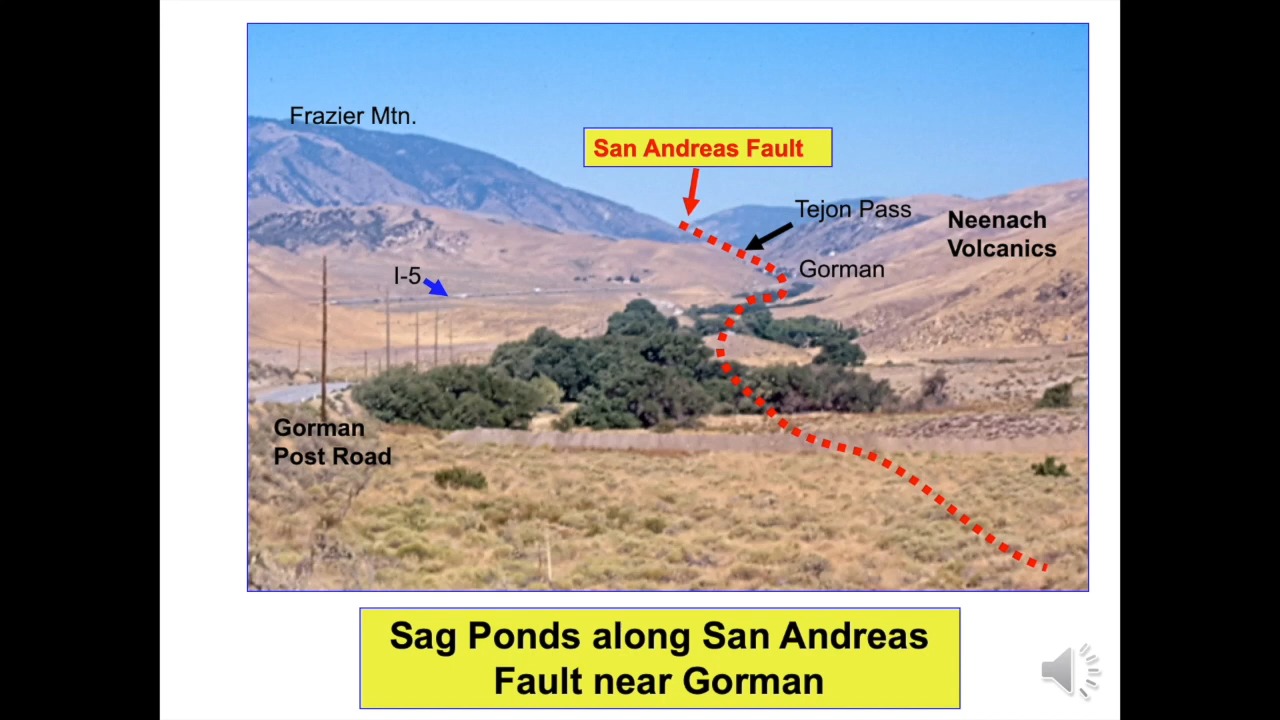 Frazier Mtn.
San Andreas Fault
Tejon Pass
Neenach
Volcanics
I-5
Gorman
Gorman
Post Road
Sag Ponds along San Andreas
Fault near Gorman